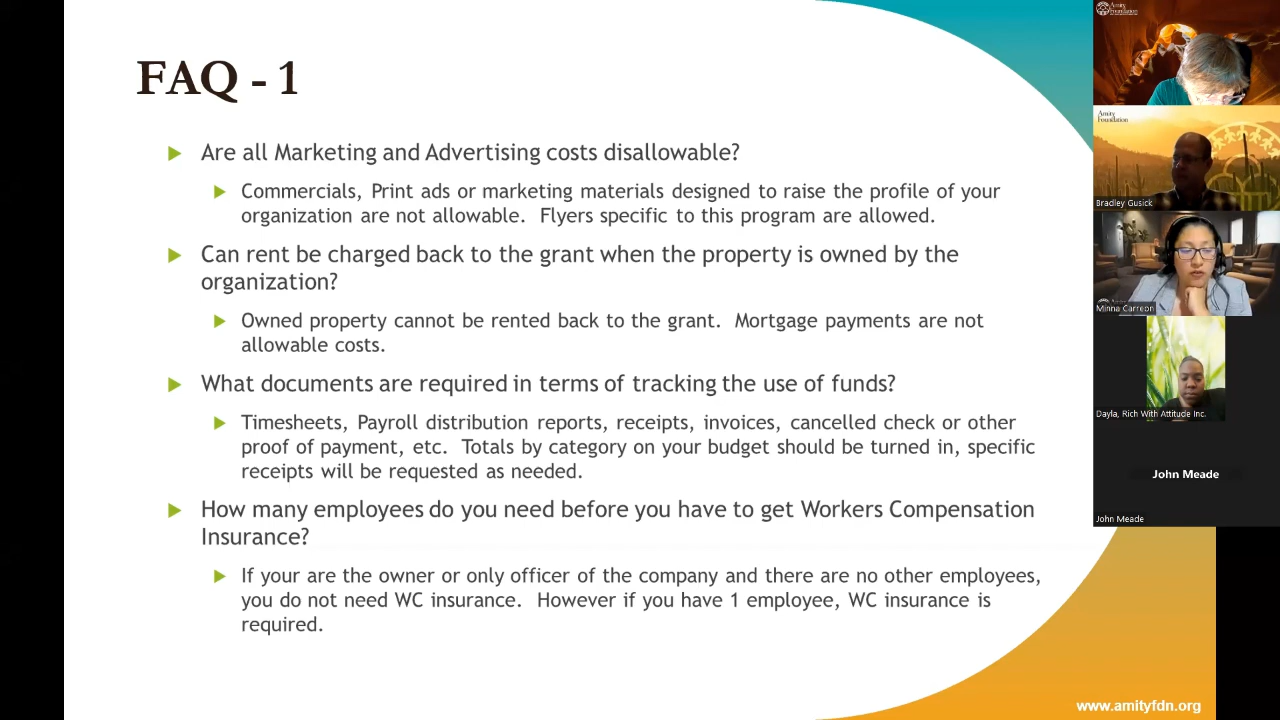 FAQ - 1
Are all Marketing and Advertising costs disallowable?
Commercials, Print ads or marketing materials designed to raise the profile of your
organization are not allowable. Flyers specific to this program are allowed.
Can rent be charged back to the grant when the property is owned by the
organization?
Owned property cannot be rented back to the grant. Mortgage payments are not
allowable costs.
What documents are required in terms of tracking the use of funds?
Timesheets, Payroll distribution reports, receipts, invoices, cancelled check or other
proof of payment, etc. Totals by category on your budget should be turned in, specific
receipts will be requested as needed.
How many employees do you need before you have to get Workers Compensation
Insurance?
If your are the owner or only officer of the company and there are no other employees,
you do not need WC insurance. However if you have 1 employee, WC insurance is
required.
www.amityfdn.org
Amity
Foundation
Amity
Foundation
Bradley Gusick
Minna Carreon
Dayla, Rich With Attitude Inc.
John Meade
John Meade